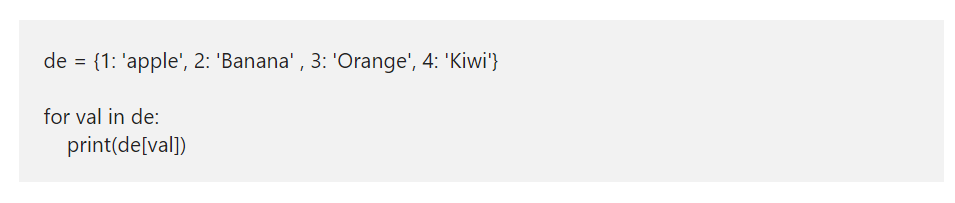 de = {1: 'apple', 2: 'Banana' , 3: 'Orange', 4: 'Kiwi'}
for val in de:
print(de[val])